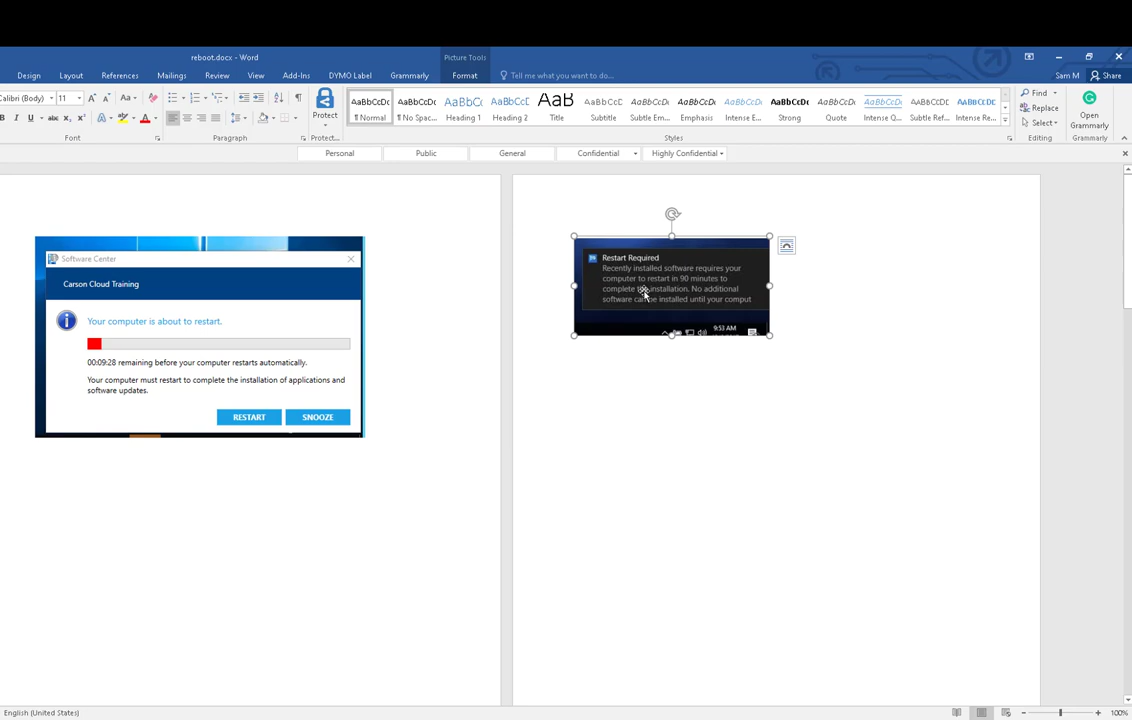 reboot.docx - Word
Picture Tools
Design
Layout
References
Mailings
Review
View
Add-Ins
DYMO Label
Grammarly
Format
Tell me what you want to do...
Sam M
Share
Calibri (Body)
11
Aa
Protect
AaBbCcDc
¶ Normal
AaBbCcDc
¶ No Spac...
AaBbCc
Heading 1
AaBbCcD
Heading 2
AaB
Title
AaBbCcD
Subtitle
AaBbCcDc
Subtle Em...
AaBbCcDc
Emphasis
AaBbCcDc
Intense E...
AaBbCcDc
Strong
AaBbCcDc
Quote
AaBbCcDc
Intense Q...
AaBbCcDc
Subtle Ref...
AaBbCcDc
Intense Re...
Find
Replace
Select
Open
Grammarly
Font
Paragraph
Protect...
Styles
Editing
Grammarly
Personal
Public
General
Confidential
Highly Confidential
Software Center
Carson Cloud Training
Your computer is about to restart.
00:09:28 remaining before your computer restarts automatically.
Your computer must restart to complete the installation of applications and
software updates.
RESTART
SNOOZE
Restart Required
Recently installed software requires your
computer to restart in 90 minutes to
complete installation. No additional
software can be installed until your comput
9:53 AM
English (United States)
100%